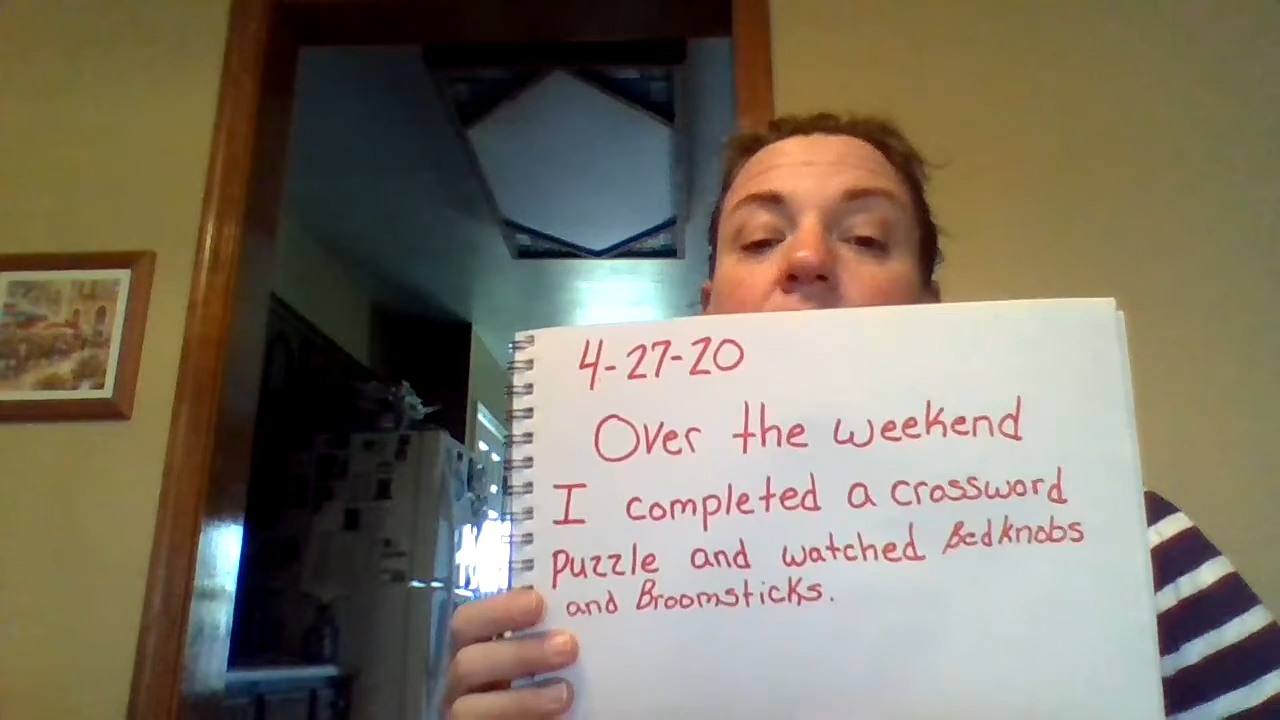 4-27-20
Over the weekend
I completed a crossword
puzzle and watched Bedknobs
and Broomsticks.